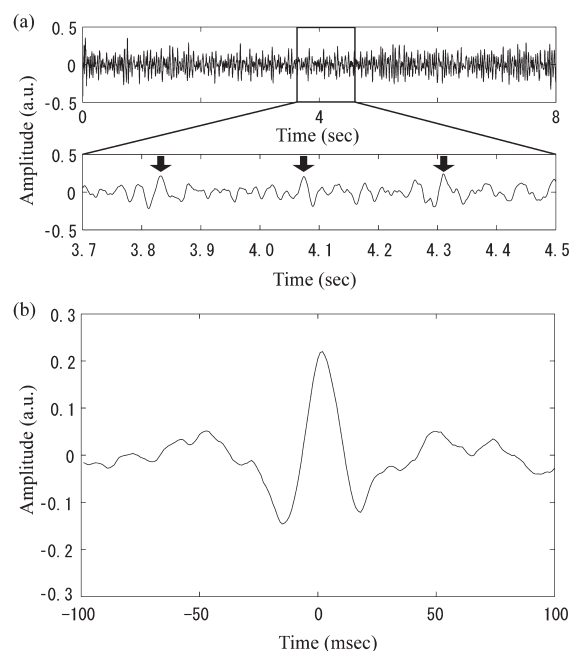 (a)
0.5
0
-0.5
0 4 8
Time (sec)
Amplitude (a.u.)
0.5
0
-0.5
3.7 3.8 3.9 4.0 4.1 4.2 4.3 4.4 4.5
Time (sec)
(b)
0.3
0.2
0.1
0
-0.1
-0.2
-0.3
Amplitude (a.u.)
-100 -50 0 50 100
Time (msec)